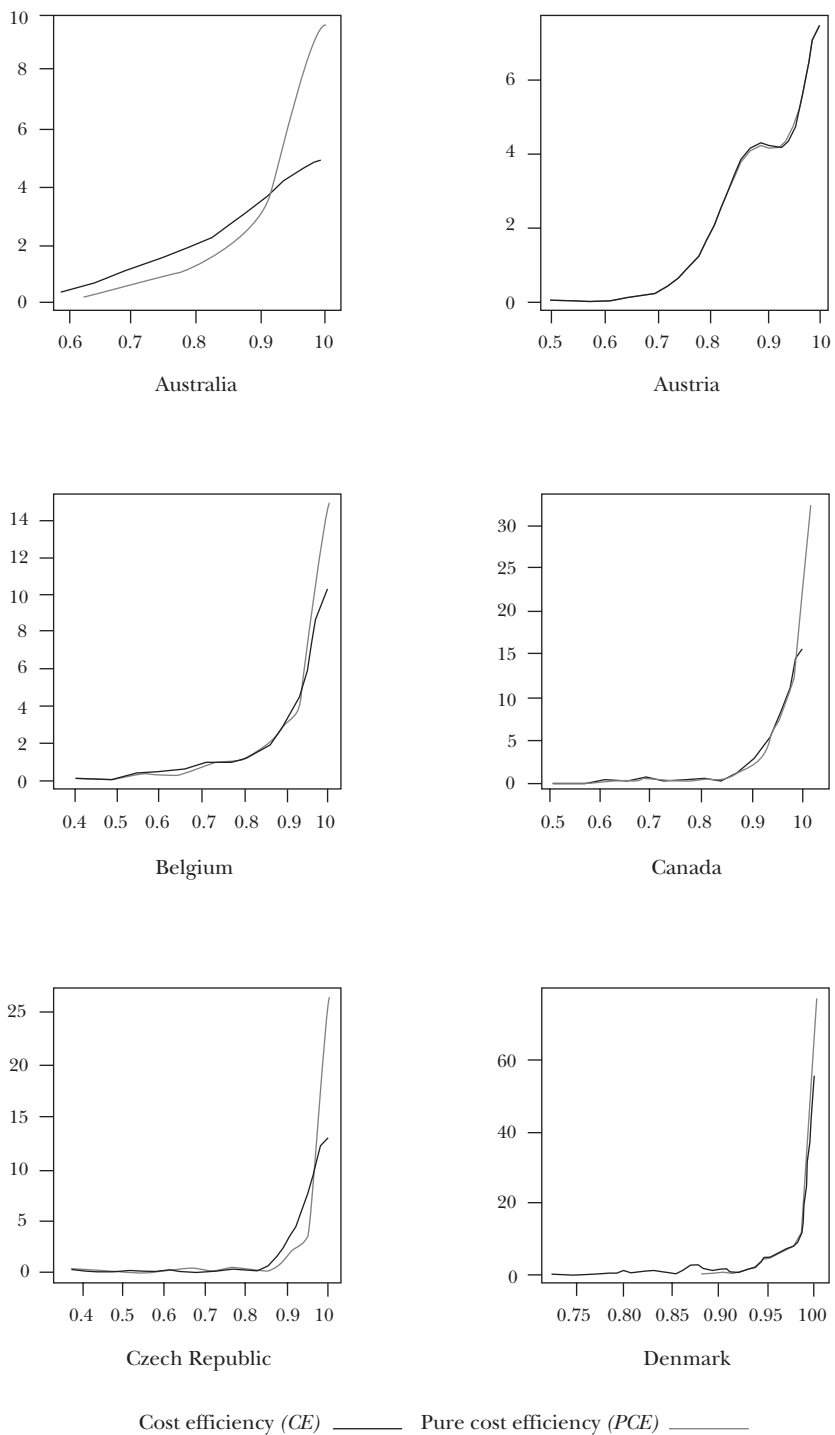 10
8
6
4
2
0
0.6 0.7 0.8 0.9 10
Australia
6
4
2
0
0.5 0.6 0.7 0.8 0.9 10
Austria
14
12
10
8
6
4
2
0
0.4 0.5 0.6 0.7 0.8 0.9 10
Belgium
30
25
20
15
10
5
0
0.5 0.6 0.7 0.8 0.9 10
Canada
25
20
15
10
5
0
0.4 0.5 0.6 0.7 0.8 0.9 10
Czech Republic
60
40
20
0
0.75 0.80 0.85 0.90 0.95 100
Denmark
Cost efficiency (CE) Pure cost efficiency (PCE)